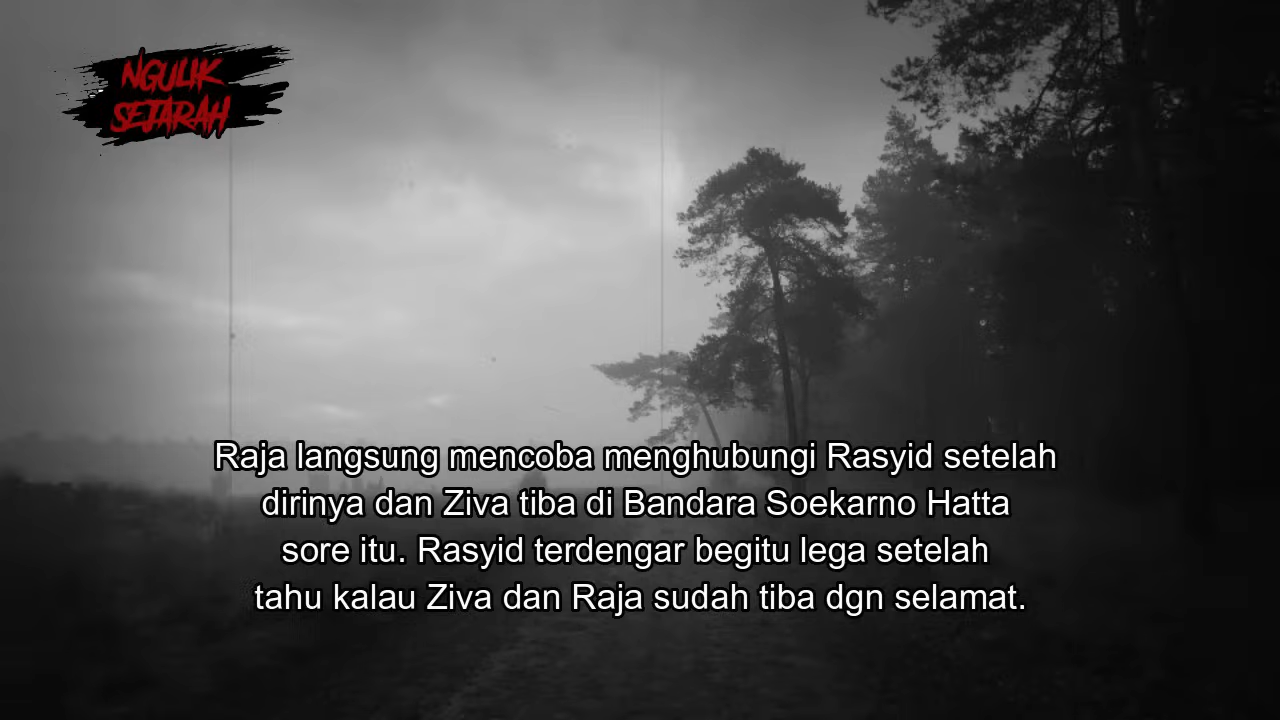 NGULIK
SEJARAH
Raja langsung mencoba menghubungi Rasyid setelah
dirinya dan Ziva tiba di Bandara Soekarno Hatta
sore itu. Rasyid terdengar begitu lega setelah
tahu kalau Ziva dan Raja sudah tiba dgn selamat.